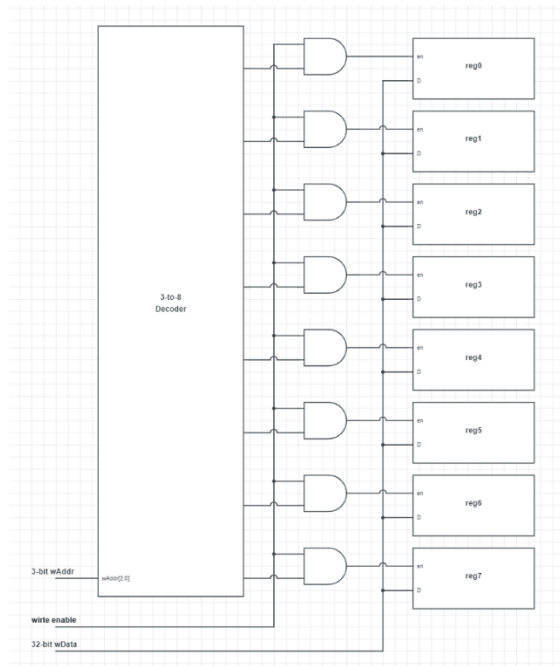 en
reg0
D
en
reg1
D
en
reg2
D
en
reg3
D
3-to-8
Decoder
en
reg4
D
en
reg5
D
en
reg6
D
en
reg7
D
3-bit wAddr
wAddr[2:0]
wirte enable
32-bit wData